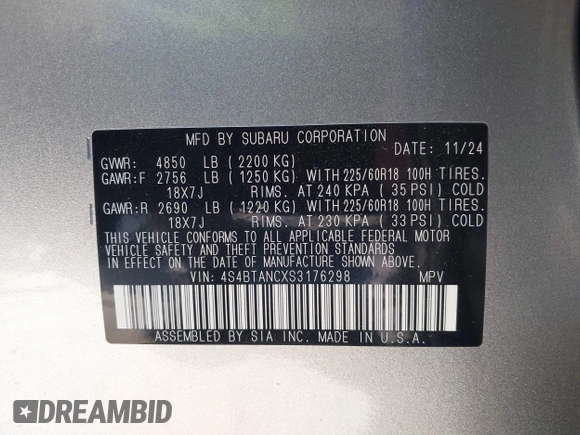 MFD BY SUBARU CORPORATION
DATE: 11/24
GVWR: 4850 LB (2200 KG)
GAWR:F 2756 LB (1250 KG) WITH 225/60R18 100H TIRES.
18X7J RIMS. AT 240 KPA (35 PSI) COLD
GAWR:R 2690 LB (1220 KG) WITH 225/60R18 100H TIRES.
18X7J RIMS. AT 230 KPA (33 PSI) COLD
THIS VEHICLE CONFORMS TO ALL APPLICABLE FEDERAL MOTOR
VEHICLE SAFETY AND THEFT PREVENTION STANDARDS
IN EFFECT ON THE DATE OF MANUFACTURE SHOWN ABOVE.
VIN: 4S4BTANCXS3176298 MPV
ASSEMBLED BY SIA INC. MADE IN U.S.A.
DREAMBID